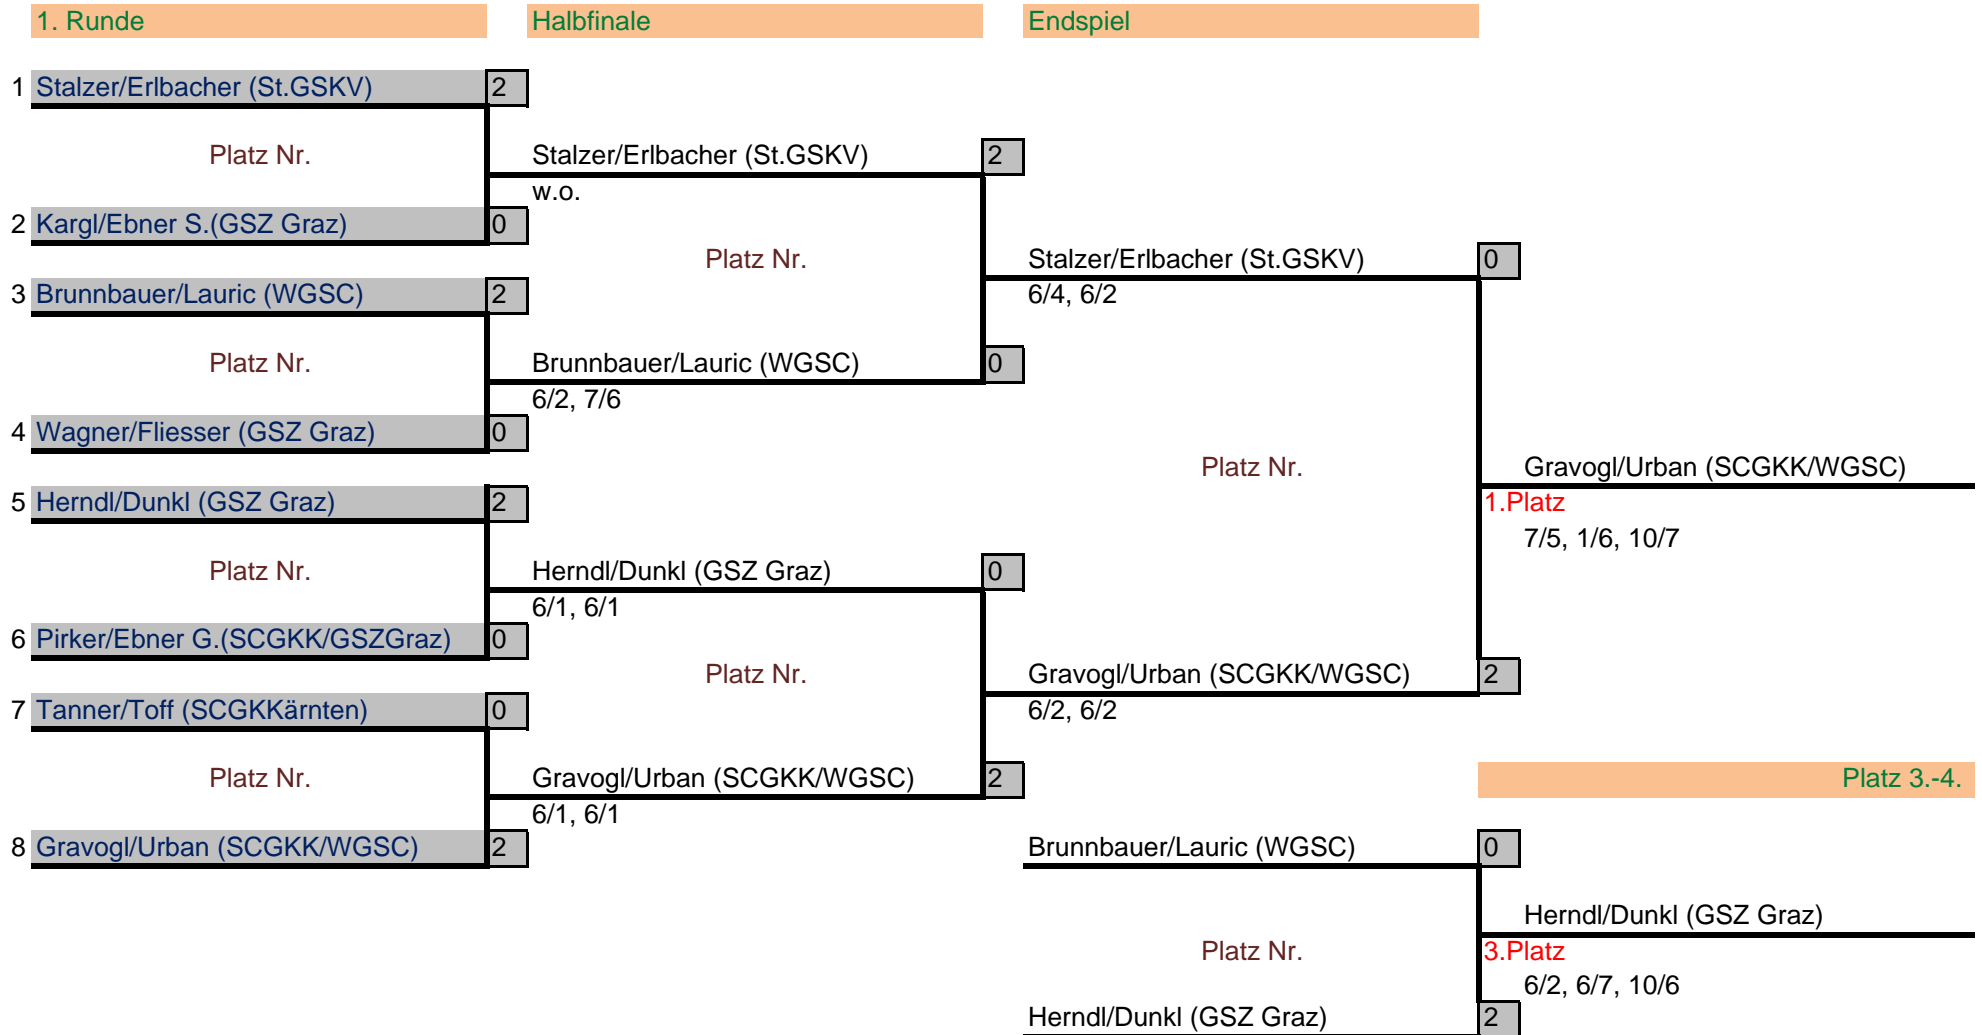 1. Runde
Halbfinale
Endspiel
1 Stalzer/Erlbacher (St.GSKV) 2
Platz Nr.
Stalzer/Erlbacher (St.GSKV) 2
w.o.
2 Kargl/Ebner S.(GSZ Graz) 0
Platz Nr.
Stalzer/Erlbacher (St.GSKV) 0
6/4, 6/2
3 Brunnbauer/Lauric (WGSC) 2
Platz Nr.
Brunnbauer/Lauric (WGSC) 0
6/2, 7/6
4 Wagner/Fliesser (GSZ Graz) 0
Platz Nr.
Gravogl/Urban (SCGKK/WGSC)
1.Platz
7/5, 1/6, 10/7
5 Herndl/Dunkl (GSZ Graz) 2
Platz Nr.
Herndl/Dunkl (GSZ Graz) 0
6/1, 6/1
6 Pirker/Ebner G.(SCGKK/GSZGraz) 0
Platz Nr.
Gravogl/Urban (SCGKK/WGSC) 2
6/2, 6/2
7 Tanner/Toff (SCGKKärnten) 0
Platz Nr.
Gravogl/Urban (SCGKK/WGSC) 2
6/1, 6/1
8 Gravogl/Urban (SCGKK/WGSC) 2
Platz 3.-4.
Brunnbauer/Lauric (WGSC) 0
Platz Nr.
Herndl/Dunkl (GSZ Graz)
3.Platz
6/2, 6/7, 10/6
Herndl/Dunkl (GSZ Graz) 2